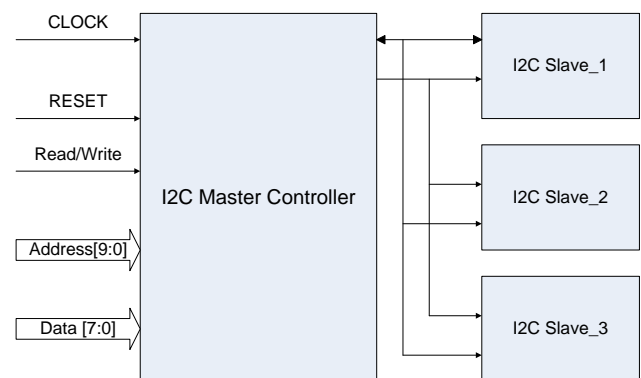 CLOCK
RESET
Read/Write
Address[9:0]
Data [7:0]
I2C Master Controller
I2C Slave_1
I2C Slave_2
I2C Slave_3